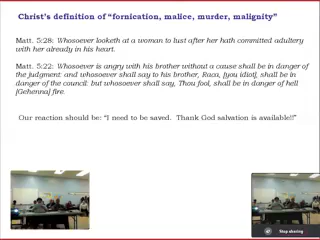 Christ's definition of "fornication, malice, murder, malignity"
Matt. 5:28: Whosoever looketh at a woman to lust after her hath committed adultery
with her already in his heart.
Matt. 5:22: Whosoever is angry with his brother without a cause shall be in danger of
the judgment: and whosoever shall say to his brother, Raca, [you idiot], shall be in
danger of the council: but whosoever shall say, Thou fool, shall be in danger of hell
[Gehenna] fire.
Our reaction should be: "I need to be saved. Thank God salvation is available!!"
Stop sharing